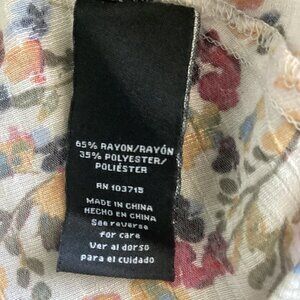 65% RAYON/RAYÓN
35% POLYESTER/
POLIÉSTER
RN 103715
MADE IN CHINA
HECHO EN CHINA
See reverse
for care
Ver al dorso
para el cuidado